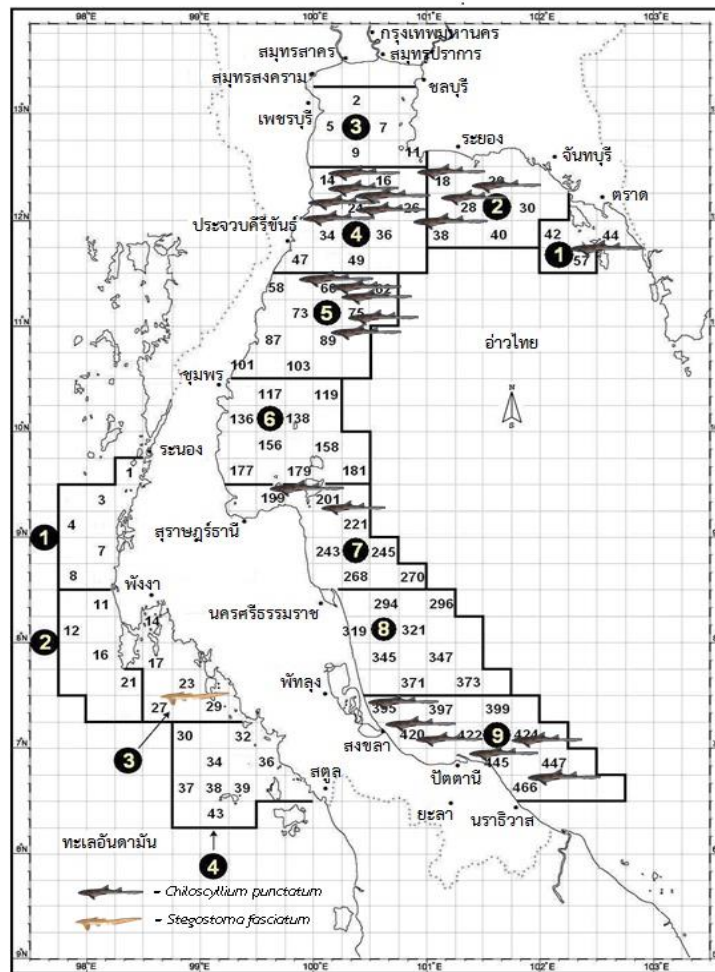 98°E 99°E 100°E 101°E 102°E 103°E
กรุงเทพมหานคร
สมุทรสาคร
สมุทรปราการ
สมุทรสงคราม
ชลบุรี
13N
เพชรบุรี
2
5 3 7
9 11
ระยอง
จันทบุรี
ตราด
14 16 18
24 26 28 2 30
12N
ประจวบคีรีขันธ์
34 4 36 38 40 42 44
1
47 49 57
58 62
73 5 75
11N
87 89
อ่าวไทย
101 103
ชุมพร
N
S
117 119
10N
136 6 138
156 158
ระนอง
177 179 181
1
3
199 201
4
1
สุราษฎร์ธานี
221
9N
7
243 7 245
8
268 270
พังงา
นครศรีธรรมราช
11
294 296
14
12
2
319 8 321
8N
16 17
345 347
21 23
พัทลุง
371 373
27 29
395 397 399
3
30 32
สงขลา
420 422 9 424
7N
34 36
สตูล
ปัตตานี
445 447
37 38 39
466
43
ยะลา
นราธิวาส
ทะเลอันดามัน
4
- Chiloscyllium punctatum
- Stegostoma fasciatum
98°E 99°E 100°E 101°E 102°E 103°E